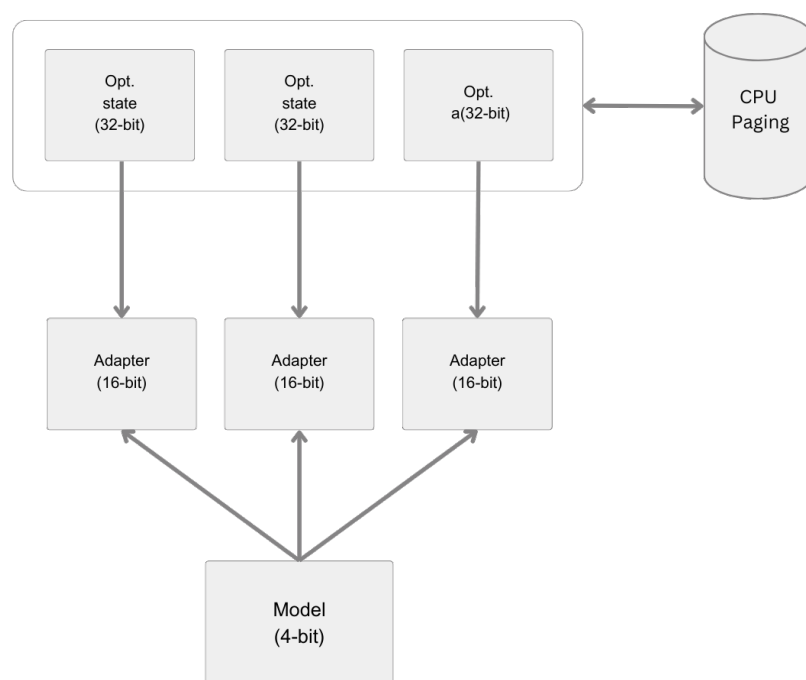 Opt.
state
(32-bit)
Opt.
state
(32-bit)
Opt.
a(32-bit)
CPU
Paging
Adapter
(16-bit)
Adapter
(16-bit)
Adapter
(16-bit)
Model
(4-bit)